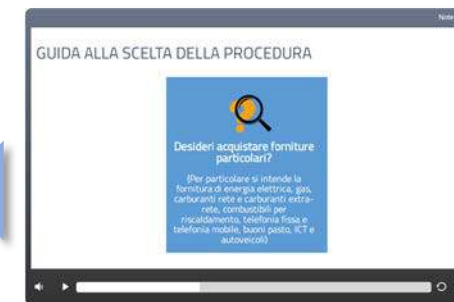 Note
GUIDA ALLA SCELTA DELLA PROCEDURA
Desideri acquistare forniture
particolari?
(Per particolare si intende la
fornitura di energia elettrica, gas,
carburanti rete e carburanti extra-
rete, combustibili per
riscaldamento, telefonia fissa e
telefonia mobile, buoni pasto, ICT e
autoveicoli)